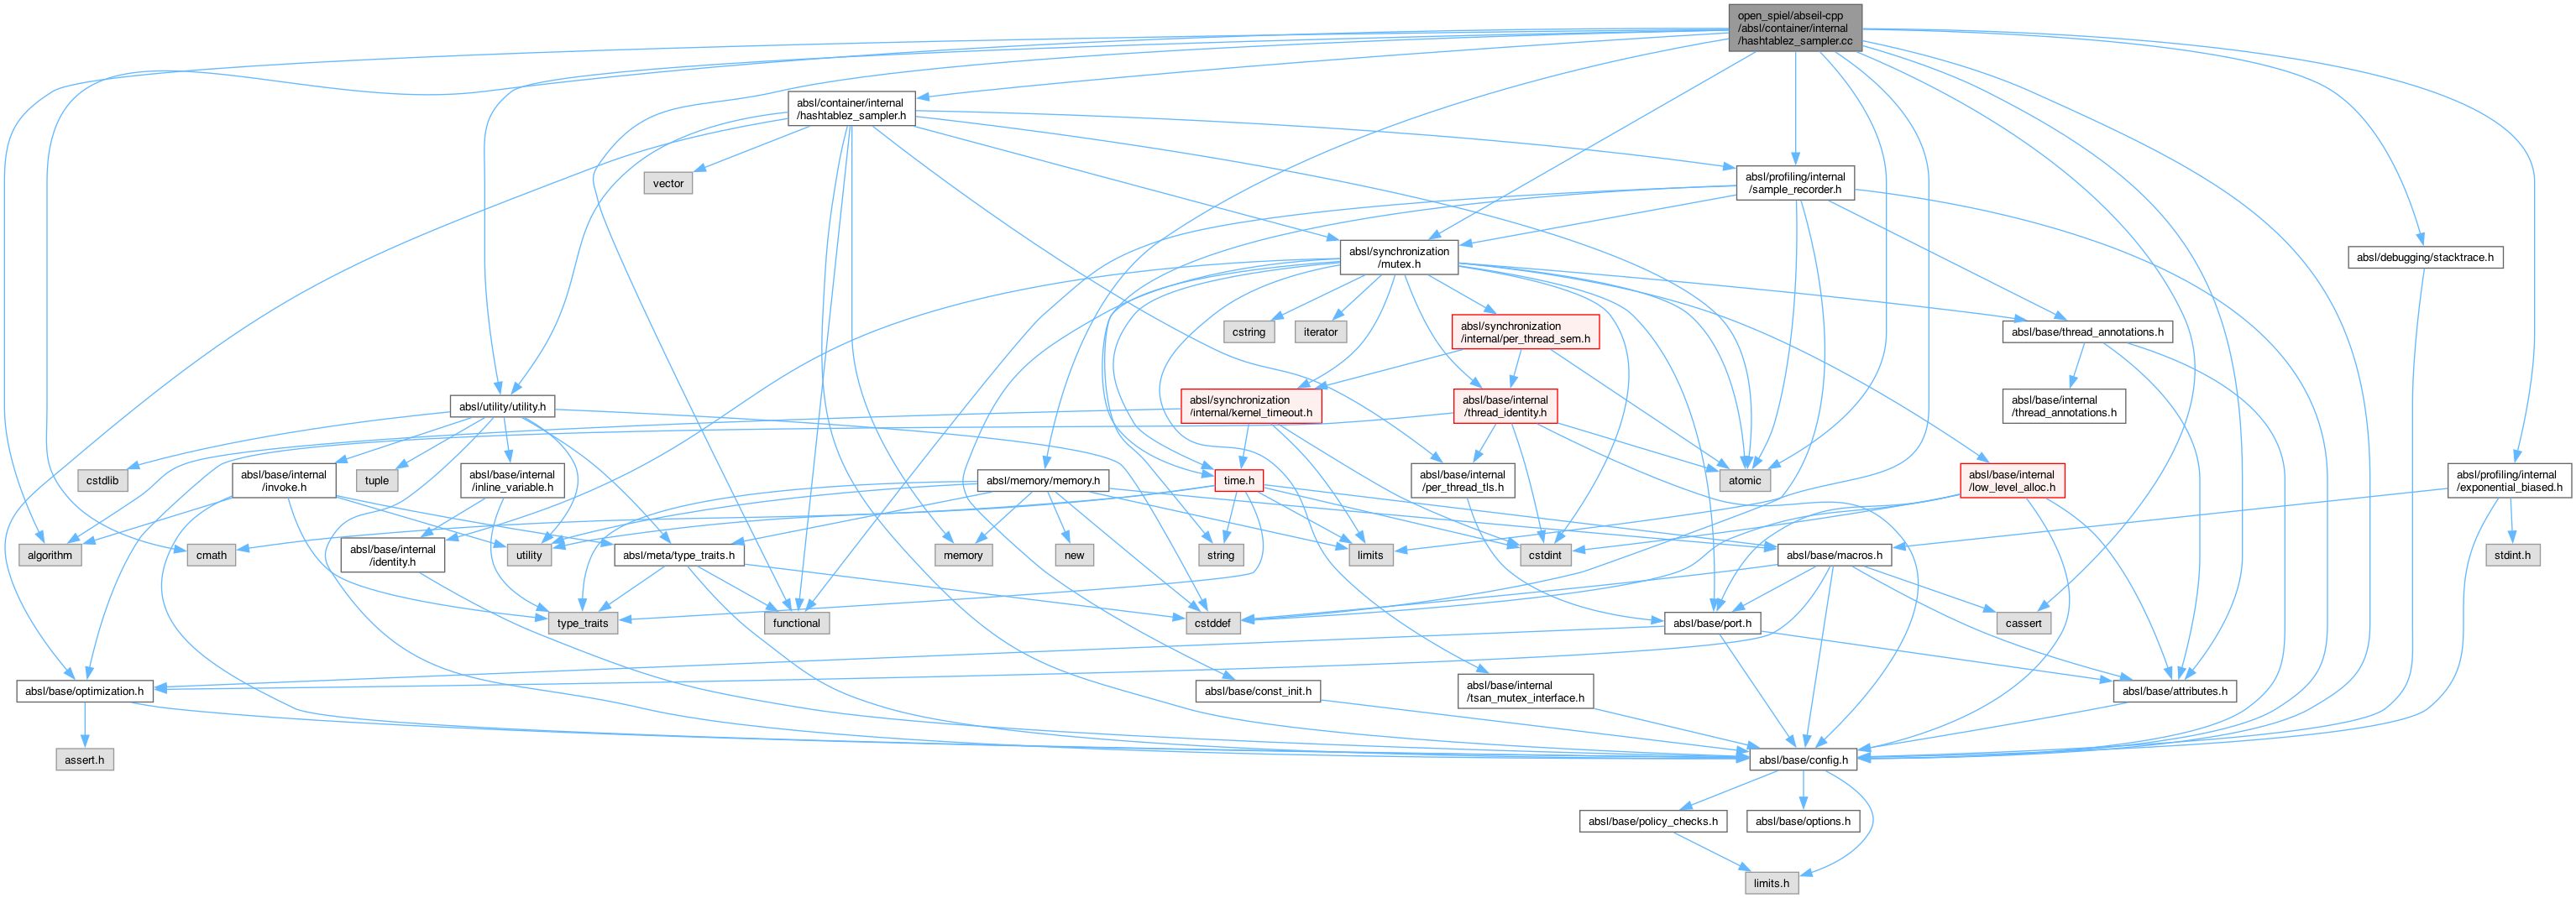 open_spiel/abseil-cpp
/absl/container/internal
/hashtablez_sampler.cc
absl/container/internal
/hashtablez_sampler.h
vector
absl/profiling/internal
/sample_recorder.h
absl/synchronization
/mutex.h
absl/debugging/stacktrace.h
cstring
iterator
absl/synchronization
/internal/per_thread_sem.h
absl/base/thread_annotations.h
absl/utility/utility.h
absl/synchronization
/internal/kernel_timeout.h
absl/base/internal
/thread_identity.h
absl/base/internal
/thread_annotations.h
cstdlib
absl/base/internal
/invoke.h
tuple
absl/base/internal
/inline_variable.h
absl/memory/memory.h
time.h
absl/base/internal
/per_thread_tls.h
atomic
absl/base/internal
/low_level_alloc.h
absl/profiling/internal
/exponential_biased.h
algorithm
cmath
absl/base/internal
/identity.h
utility
absl/meta/type_traits.h
memory
new
string
limits
cstdint
absl/base/macros.h
stdint.h
type_traits
functional
cstddef
absl/base/port.h
cassert
absl/base/optimization.h
absl/base/const_init.h
absl/base/internal
/tsan_mutex_interface.h
absl/base/attributes.h
assert.h
absl/base/config.h
absl/base/policy_checks.h
absl/base/options.h
limits.h